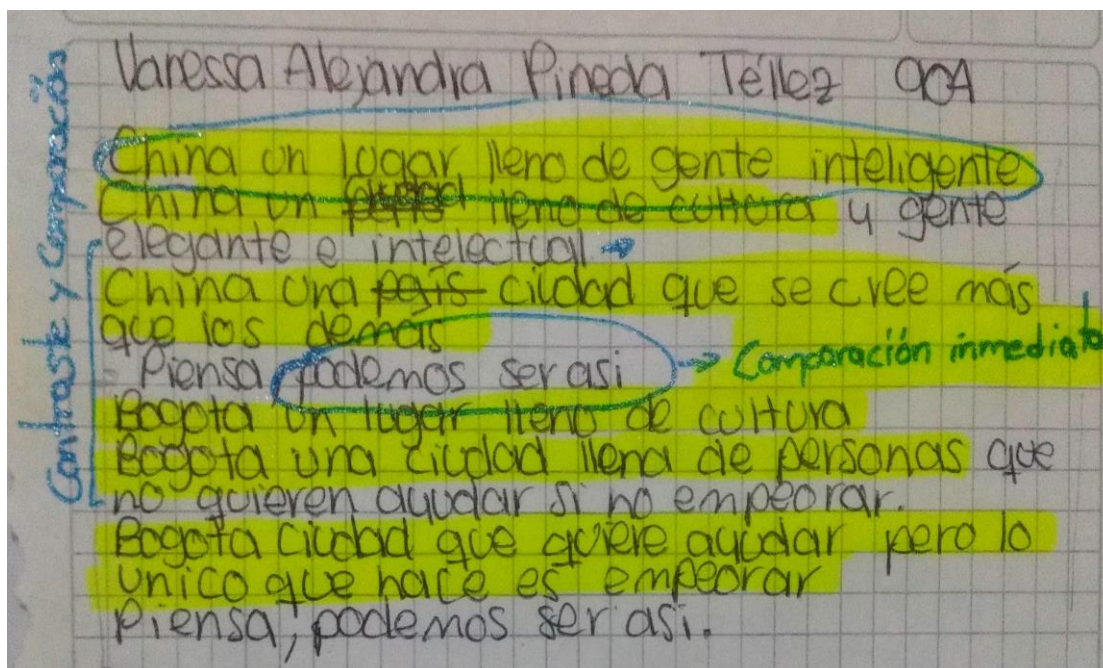 Vanessa Alejandra Pineda Téllez 904
China un lugar lleno de gente inteligente
China un lleno de cultura y gente
elegante e intelectual
China una país ciudad que se cree más
que los demás
Piensa podemos ser asi
Comparación inmediata
Bogota un lugar lleno de cultura
Bogota una ciudad llena de personas que
no quieren ayudar si no empeorar.
Bogota ciudad que quiere ayudar pero lo
unico que hace es empeorar
Piensa, podemos ser asi.
Contraste y Comparación